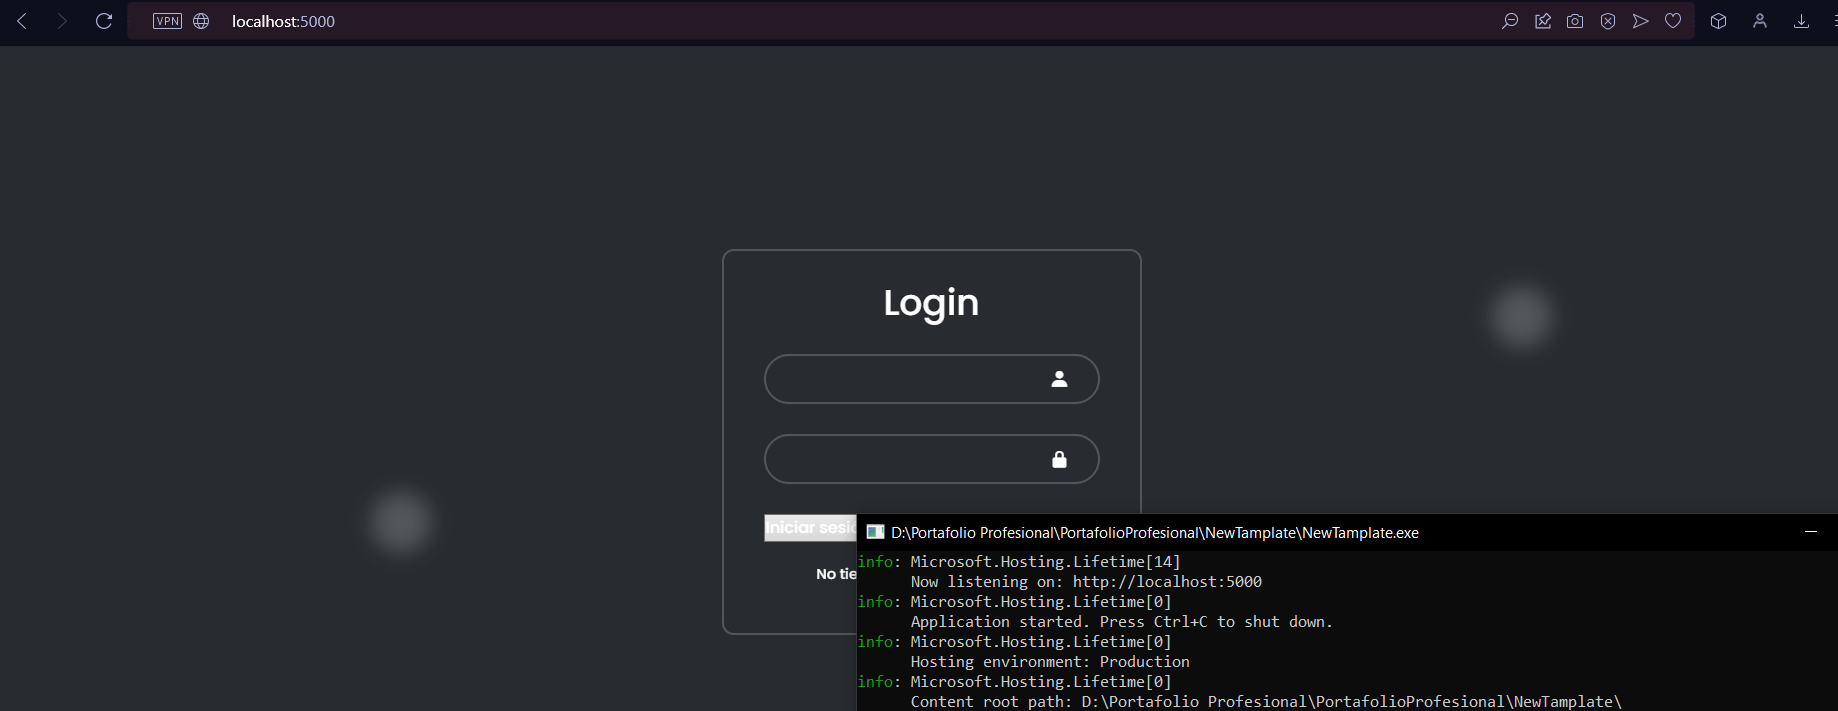 VPN
localhost:5000
Login
Iniciar sesi
No tie
D:\Portafolio Profesional\PortafolioProfesional\NewTamplate\NewTamplate.exe
info: Microsoft.Hosting.Lifetime[14]
Now listening on: http://localhost:5000
info: Microsoft.Hosting.Lifetime[0]
Application started. Press Ctrl+C to shut down.
info: Microsoft.Hosting.Lifetime[0]
Hosting environment: Production
info: Microsoft.Hosting.Lifetime[0]
Content root path: D:\Portafolio Profesional\PortafolioProfesional\NewTamplate\